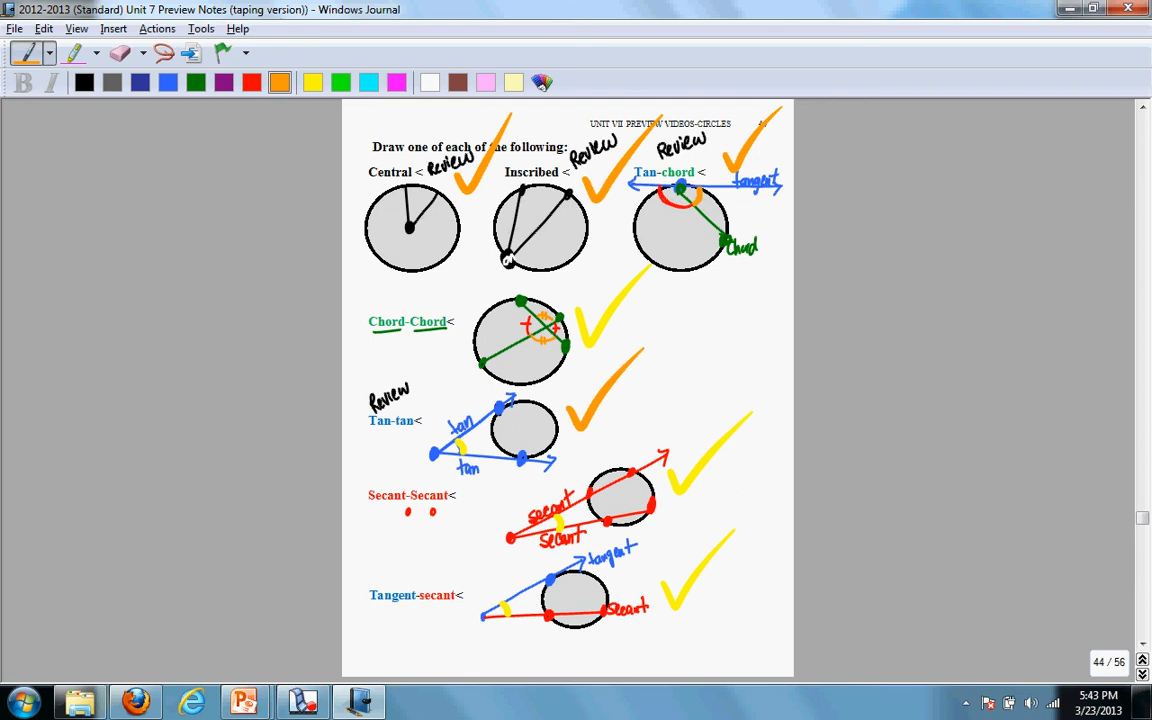 2012-2013 (Standard) Unit 7 Preview Notes (taping version)) - Windows Journal
File Edit View Insert Actions Tools Help
B I
UNIT VII PREVIEW VIDEOS-CIRCLES
Draw one of each of the following:
Review Review Review
Central < Inscribed < Tan-chord <
tangent
chord
Chord-Chord<
Review
Tan-tan<
tan
tan
Secant-Secant<
secant
secant
tangent
Tangent-secant<
secant
44 / 56
5:43 PM
3/23/2013